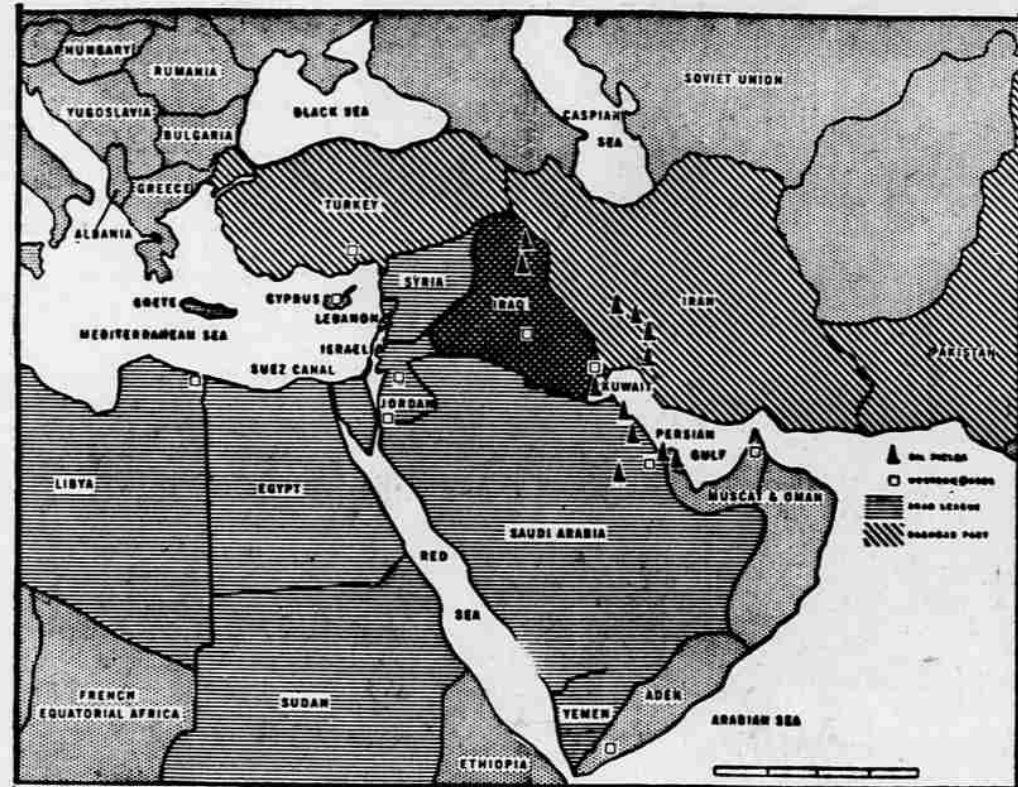 HUNGARY
RUMANIA
SOVIET UNION
YUGOSLAVIA
BLACK SEA
CASPIAN
SEA
BULGARIA
GREECE
TURKEY
ALBANIA
SYRIA
IRAQ
IRAN
CRETE
CYPRUS
LEBANON
MEDITERRANEAN SEA
ISRAEL
PAKISTAN
SUEZ CANAL
KUWAIT
JORDAN
PERSIAN
GULF
OIL FIELDS
LIBYA
EGYPT
MUSCAT & OMAN
ARAB LEAGUE
SAUDI ARABIA
BAGHDAD PACT
RED
SEA
FRENCH
EQUATORIAL AFRICA
SUDAN
ADEN
YEMEN
ARABIAN SEA
ETHIOPIA